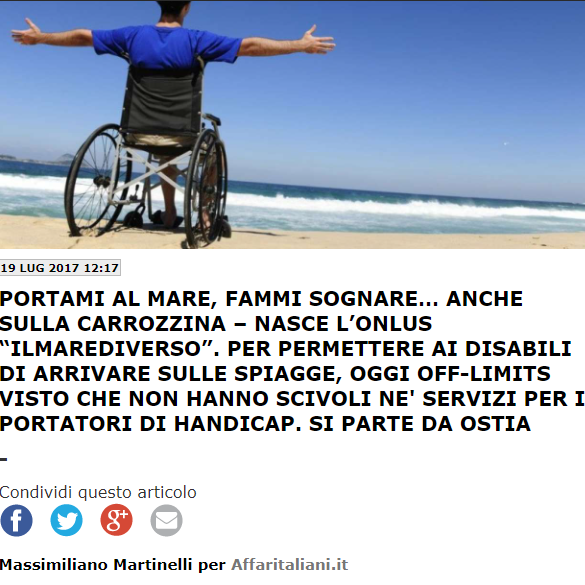 19 LUG 2017 12:17
PORTAMI AL MARE, FAMMI SOGNARE... ANCHE
SULLA CARROZZINA – NASCE L’ONLUS
“ILMAREDIVERSO”. PER PERMETTERE AI DISABILI
DI ARRIVARE SULLE SPIAGGE, OGGI OFF-LIMITS
VISTO CHE NON HANNO SCIVOLI NE' SERVIZI PER I
PORTATORI DI HANDICAP. SI PARTE DA OSTIA
-
Condividi questo articolo
f g+
Massimiliano Martinelli per Affaritaliani.it